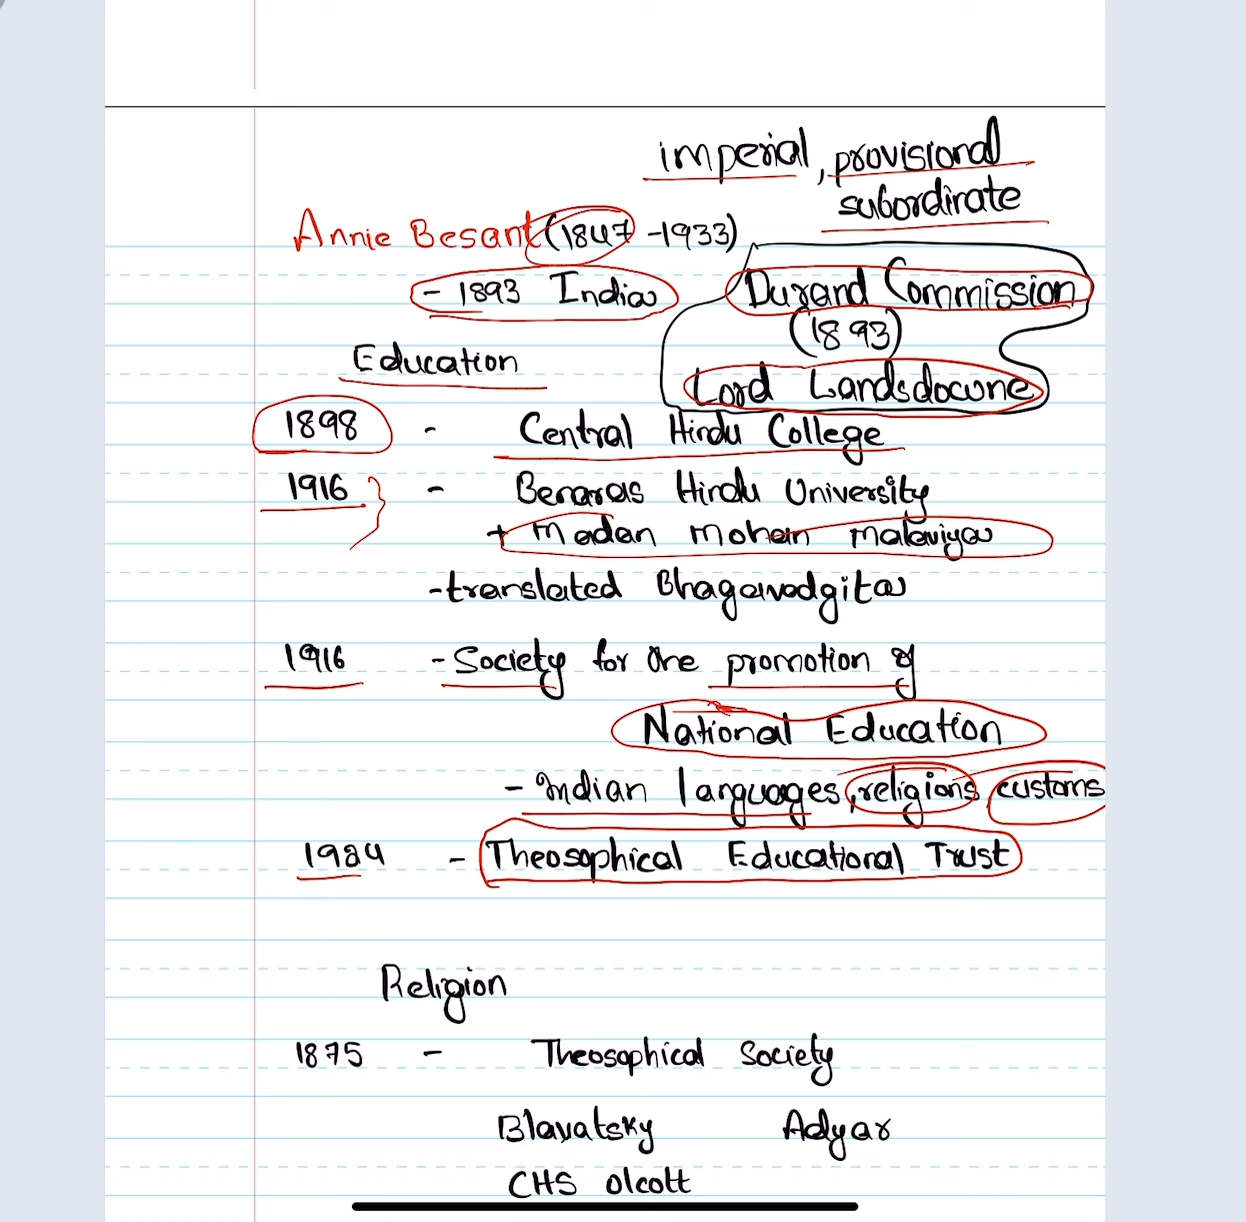 imperial, provisional
subordinate
Annie Besant (1847 - 1933)
- 1893 India
Durand Commission
(1893)
Lord Landsdowne
Education
1898 - Central Hindu College
1916 - Benaras Hindu University
+ Madan Mohan Malaviya
- translated Bhagavadgita
1916 - Society for the promotion of
National Education
- Indian languages, religions customs
1924 - Theosophical Educational Trust
Religion
1875 - Theosophical Society
Blavatsky Adyar
CHS Olcott